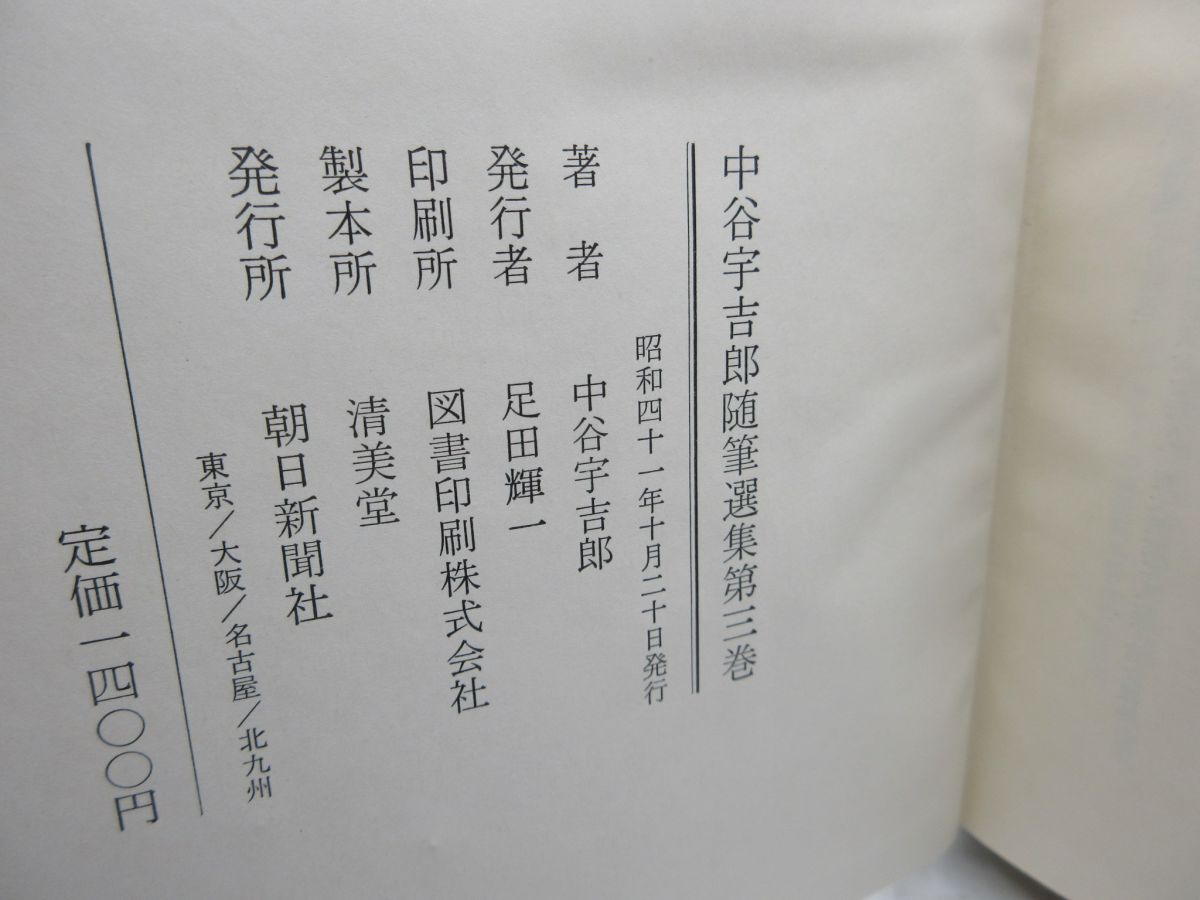 中谷宇吉郎随筆選集第三巻
昭和四十一年十月二十日発行
著者 中谷宇吉郎
発行者 足田輝一
印刷所 図書印刷株式会社
製本所 清美堂
発行所 朝日新聞社
東京/大阪/名古屋/北九州
定価一四〇〇円